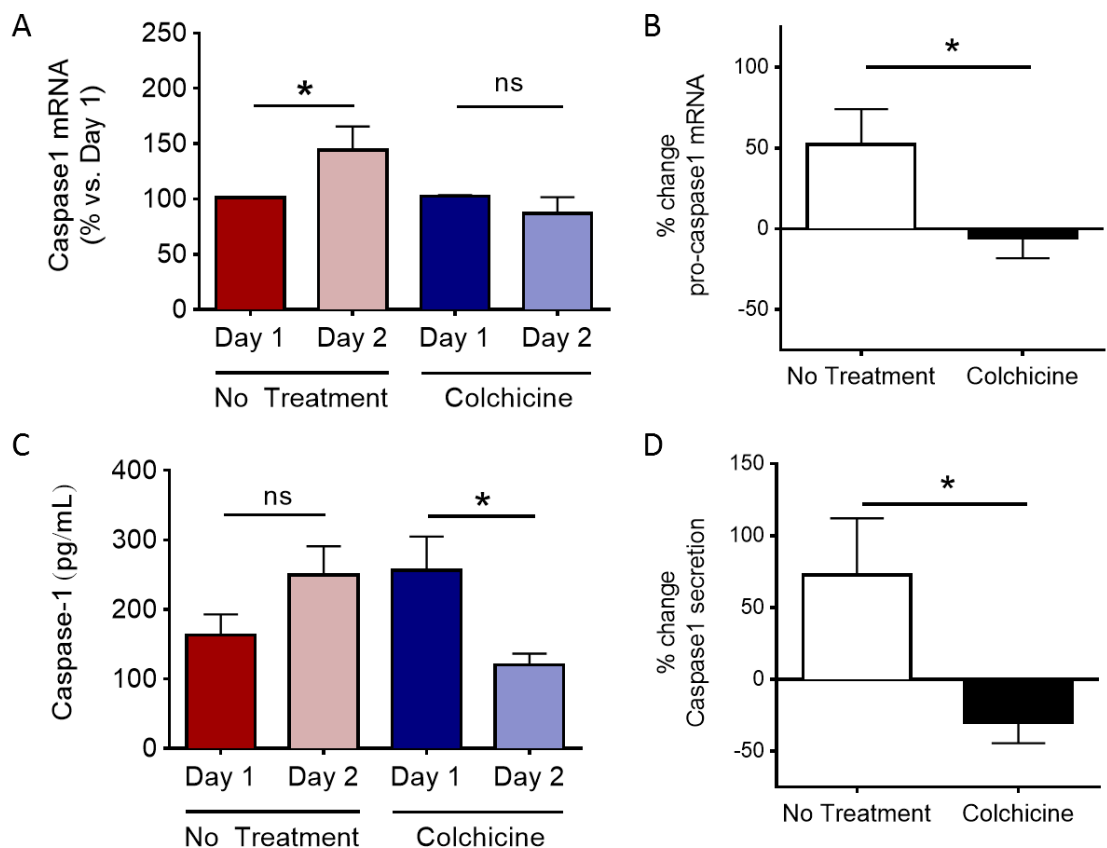 A
Caspase1 mRNA
(% vs. Day 1)
250
200
150
100
50
0
*
ns
Day 1
Day 2
Day 1
Day 2
No Treatment
Colchicine
B
% change
pro-caspase1 mRNA
100
50
0
-50
*
No Treatment
Colchicine
C
Caspase-1 (pg/mL)
400
300
200
100
0
ns
*
Day 1
Day 2
Day 1
Day 2
No Treatment
Colchicine
D
% change
Caspase1 secretion
150
100
50
0
-50
*
No Treatment
Colchicine